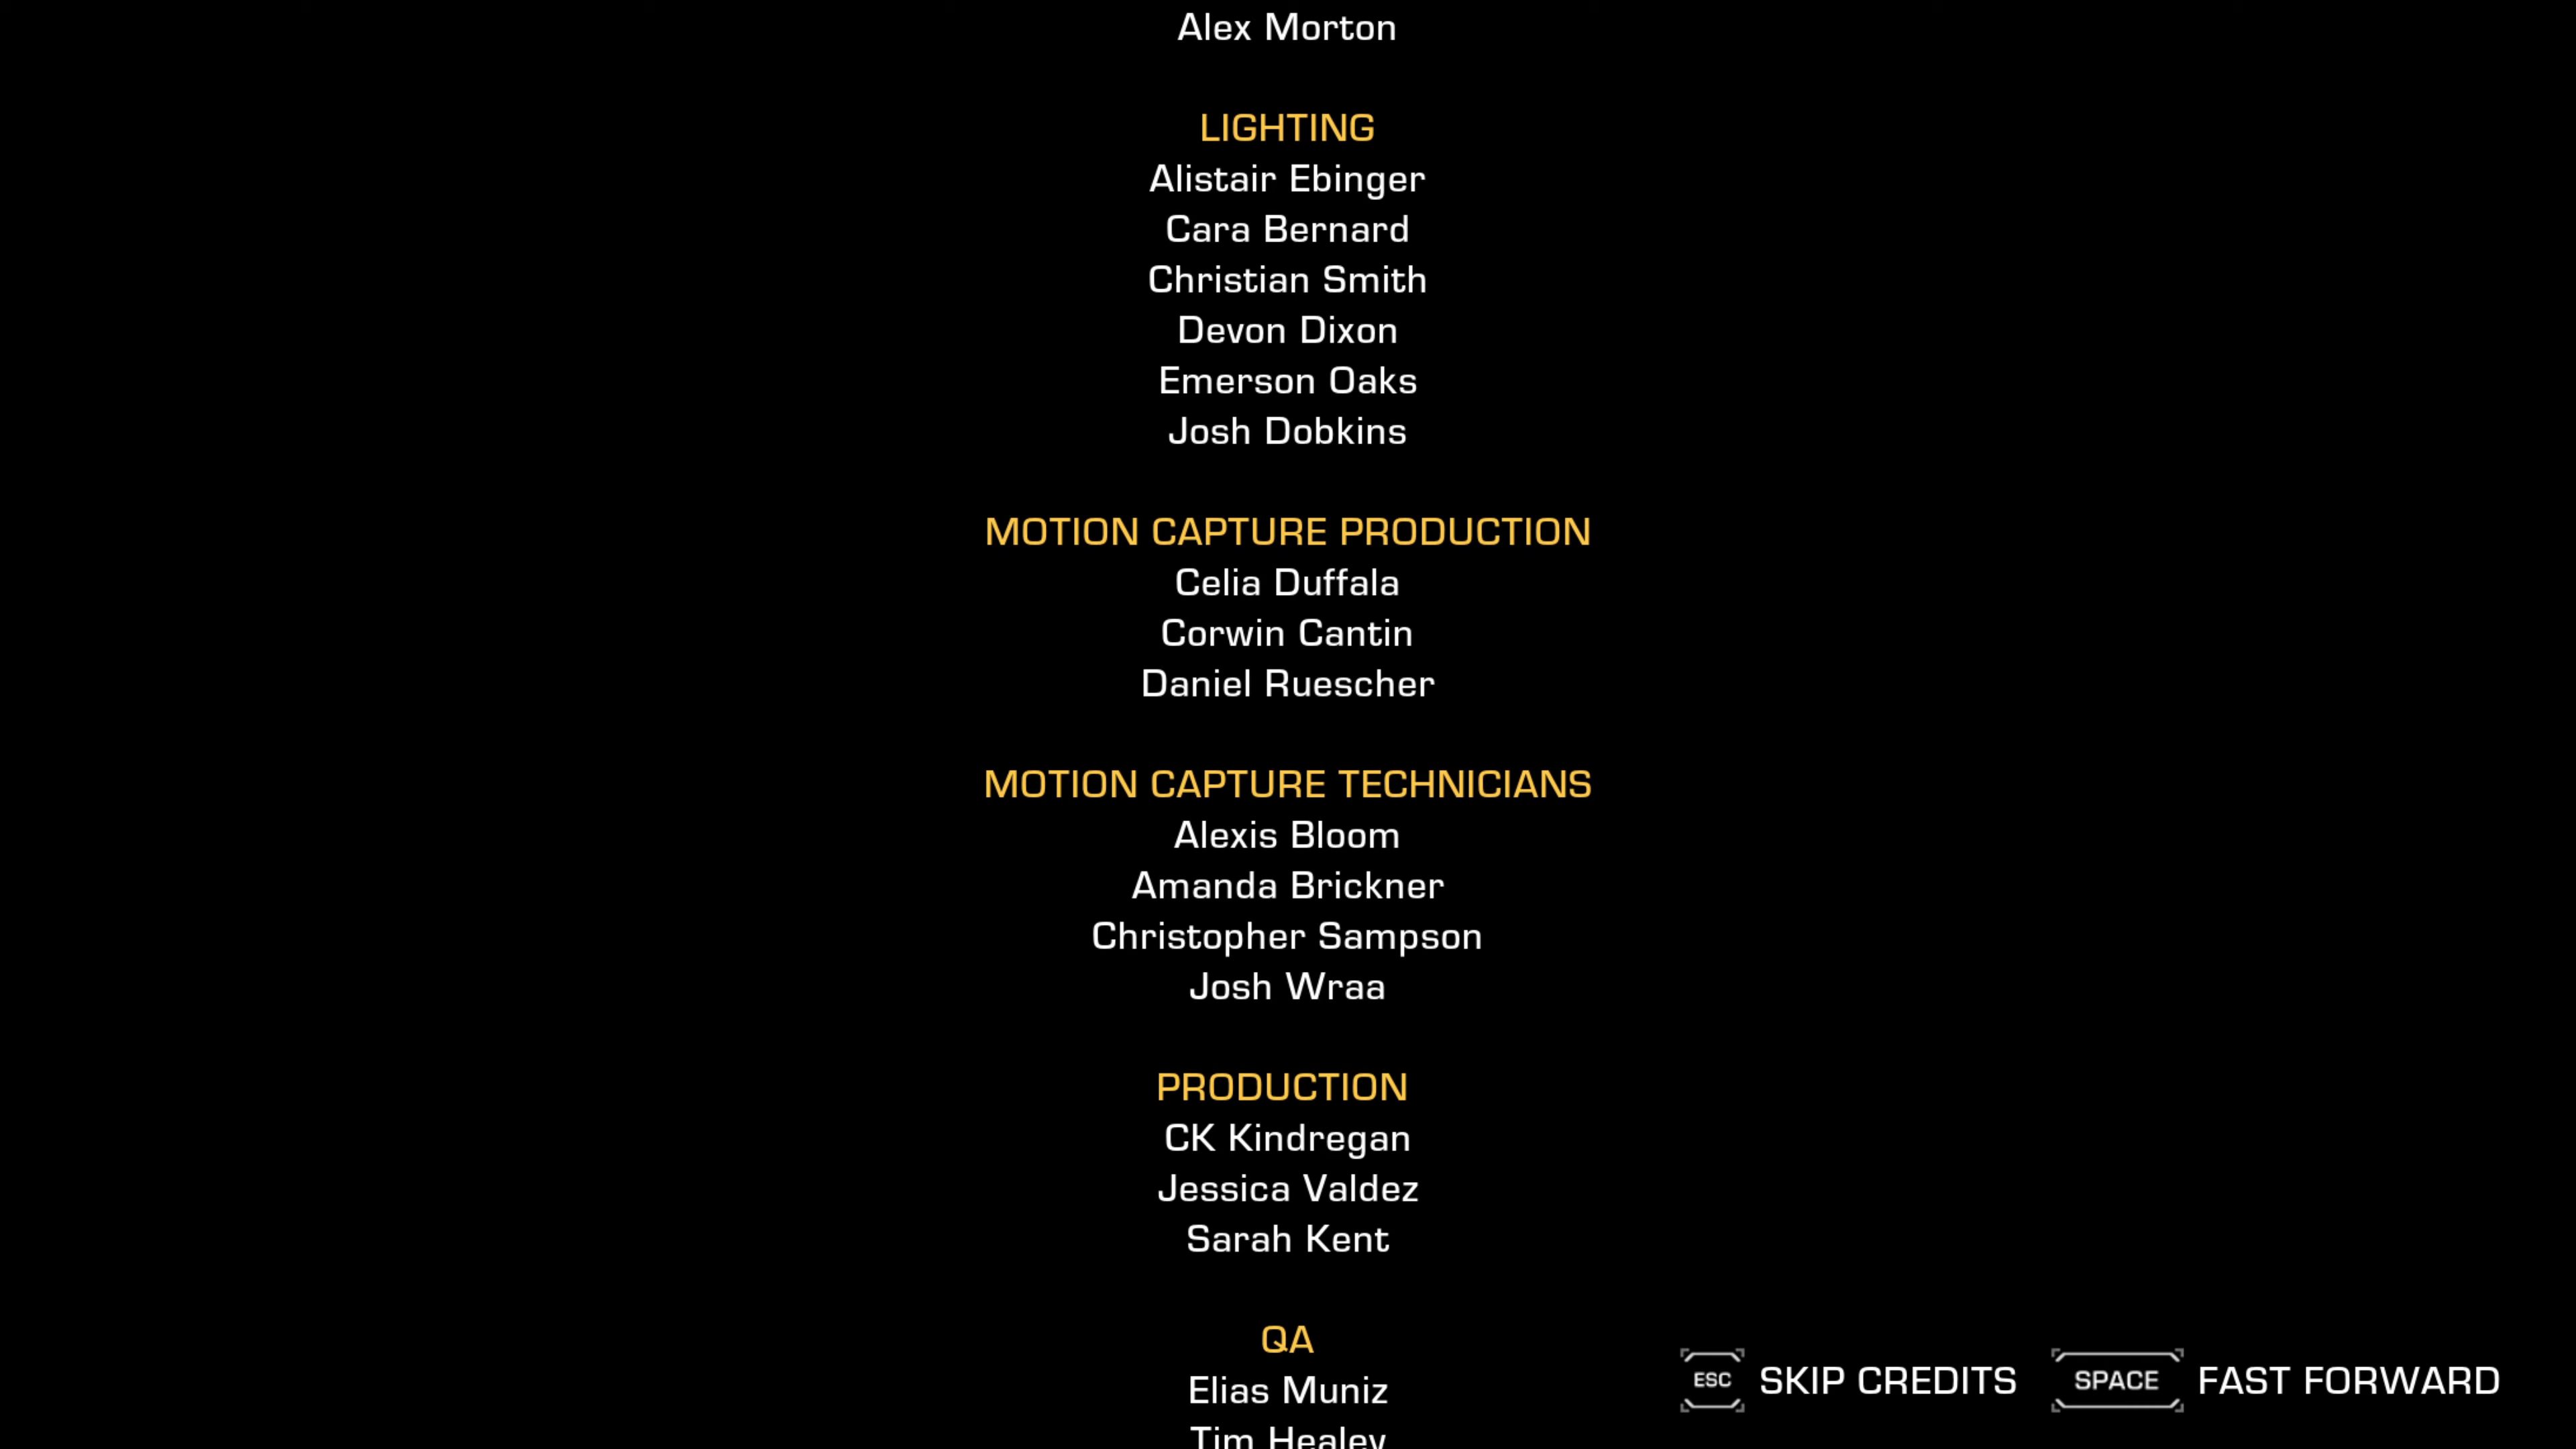 Alex Morton
LIGHTING
Alistair Ebinger
Cara Bernard
Christian Smith
Devon Dixon
Emerson Oaks
Josh Dobkins
MOTION CAPTURE PRODUCTION
Celia Duffala
Corwin Cantin
Daniel Ruescher
MOTION CAPTURE TECHNICIANS
Alexis Bloom
Amanda Brickner
Christopher Sampson
Josh Wraa
PRODUCTION
CK Kindregan
Jessica Valdez
Sarah Kent
QA
Elias Muniz
Tim Healey
ESC SKIP CREDITS SPACE FAST FORWARD